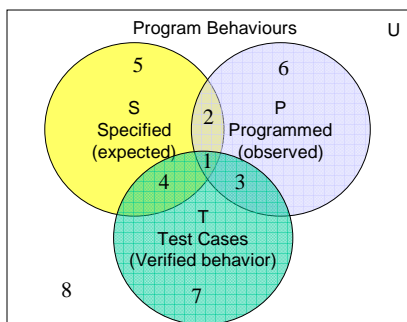 Program Behaviours
U
5
6
S
Specified
(expected)
2
P
Programmed
(observed)
1
4
3
T
Test Cases
(Verified behavior)
8
7